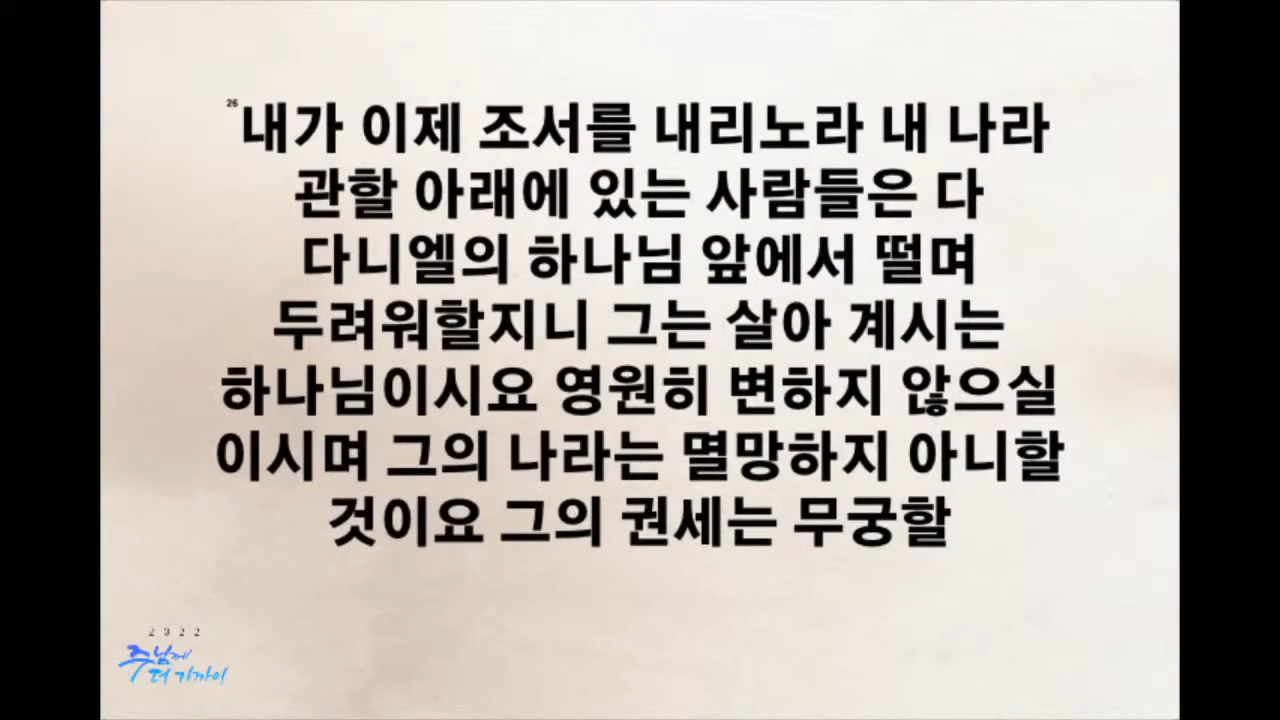 26 내가 이제 조서를 내리노라 내 나라
관할 아래에 있는 사람들은 다
다니엘의 하나님 앞에서 떨며
두려워할지니 그는 살아 계시는
하나님이시요 영원히 변하지 않으실
이시며 그의 나라는 멸망하지 아니할
것이요 그의 권세는 무궁할
2022
주님께
더 가까이